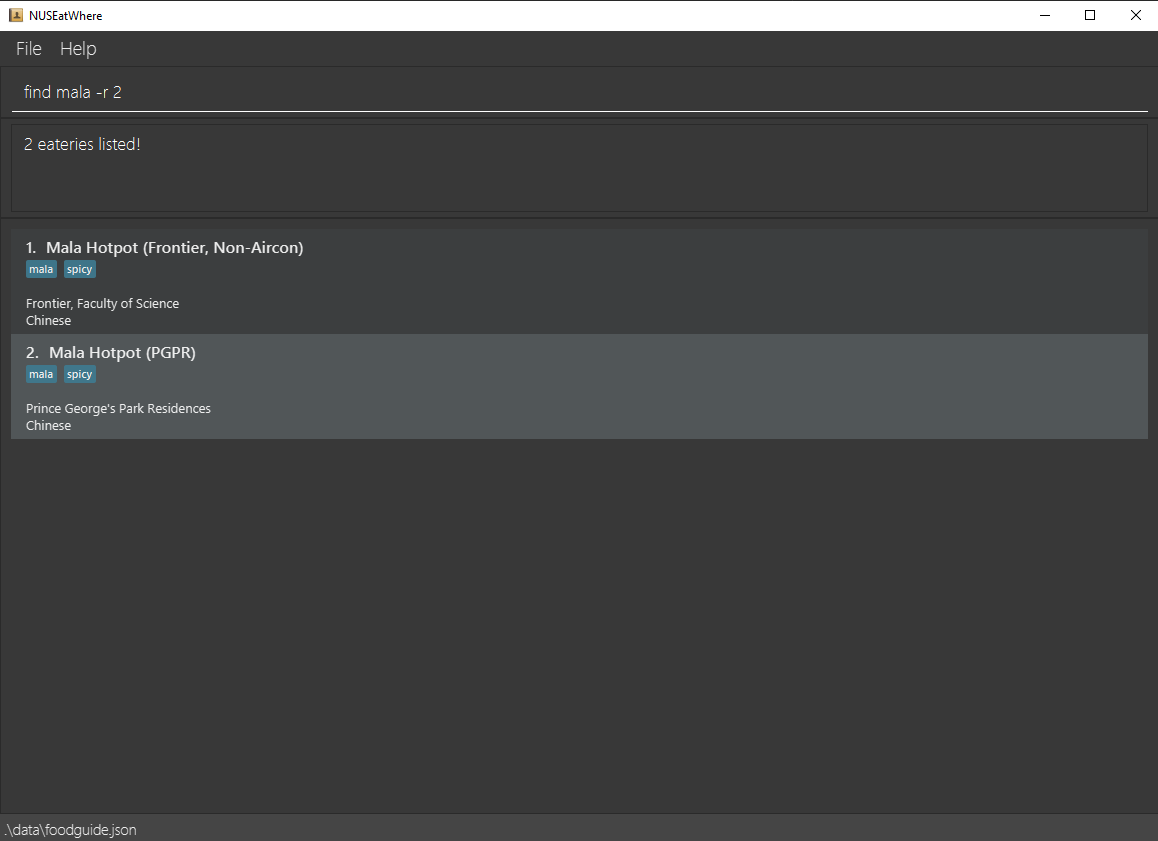 NUSEatWhere
File Help
find mala -r 2
2 eateries listed!
1. Mala Hotpot (Frontier, Non-Aircon)
mala spicy
Frontier, Faculty of Science
Chinese
2. Mala Hotpot (PGPR)
mala spicy
Prince George's Park Residences
Chinese
.\data\foodguide.json